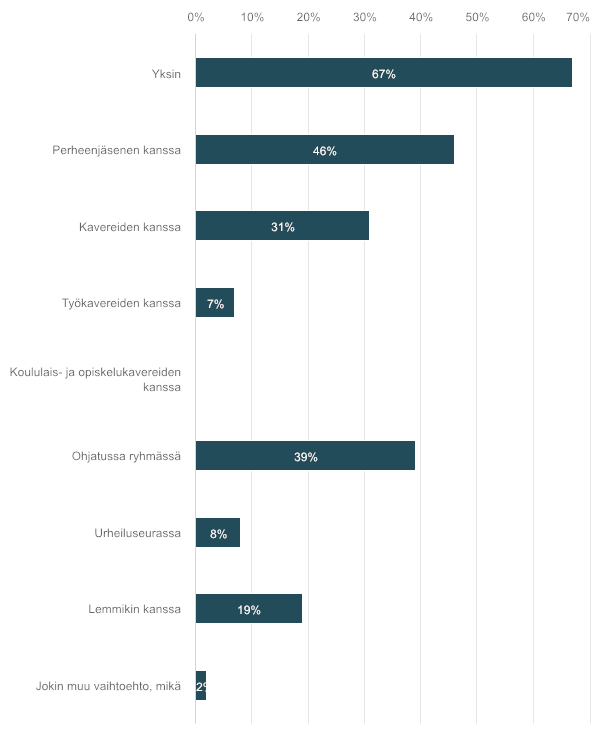 0% 10% 20% 30% 40% 50% 60% 70%
Yksin 67%
Perheenjäsenen kanssa 46%
Kavereiden kanssa 31%
Työkavereiden kanssa 7%
Koululais- ja opiskelukavereiden
kanssa
Ohjatussa ryhmässä 39%
Urheiluseurassa 8%
Lemmikin kanssa 19%
Jokin muu vaihtoehto, mikä 2%